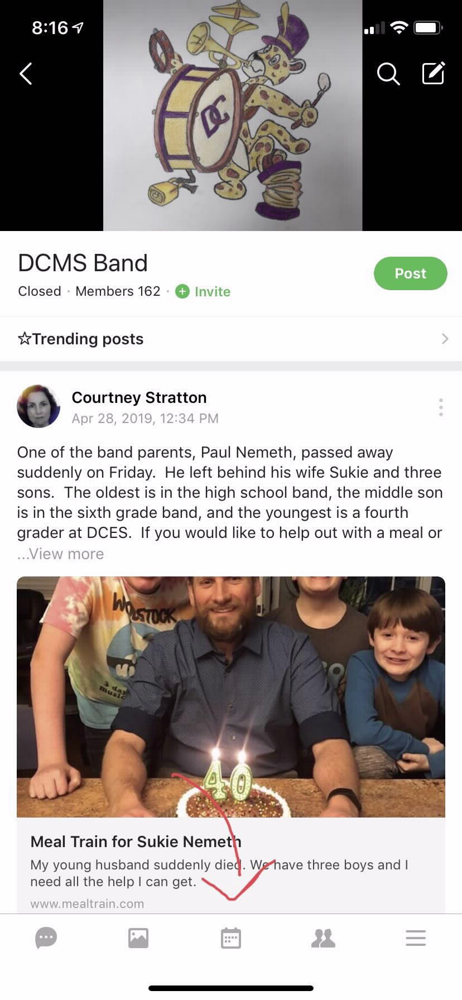 8:16
DC
DCMS Band
Post
Closed · Members 162 · + Invite
☆Trending posts
Courtney Stratton
Apr 28, 2019, 12:34 PM
One of the band parents, Paul Nemeth, passed away
suddenly on Friday.  He left behind his wife Sukie and three
sons.  The oldest is in the high school band, the middle son
is in the sixth grade band, and the youngest is a fourth
grader at DCES.  If you would like to help out with a meal or
...View more
WOODSTOCK
3 days
music
40
Meal Train for Sukie Nemeth
My young husband suddenly died. We have three boys and I
need all the help I can get.
www.mealtrain.com